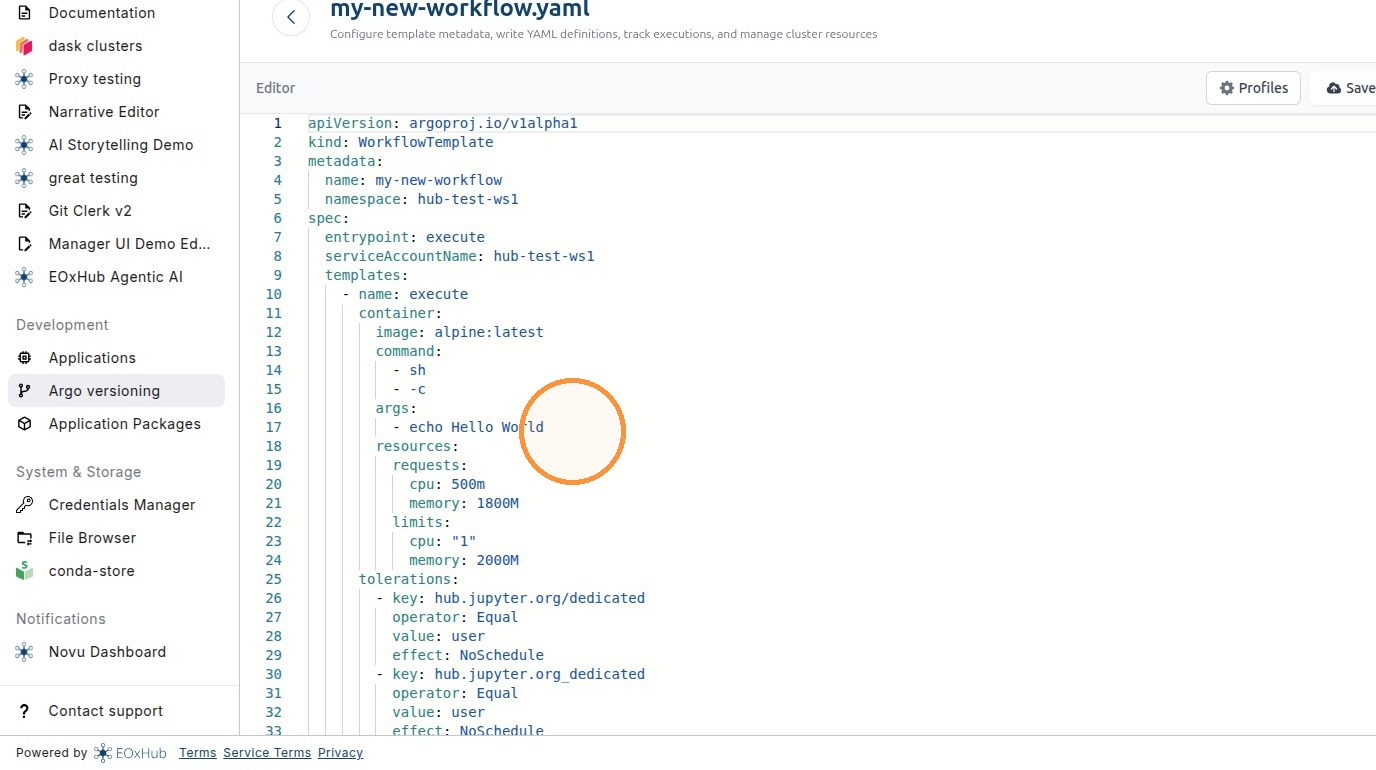 Documentation
dask clusters
Proxy testing
Narrative Editor
AI Storytelling Demo
great testing
Git Clerk v2
Manager UI Demo Ed...
EOxHub Agentic AI
Development
Applications
Argo versioning
Application Packages
System & Storage
Credentials Manager
File Browser
conda-store
Notifications
Novu Dashboard
Contact support
my-new-workflow.yaml
Configure template metadata, write YAML definitions, track executions, and manage cluster resources
Editor
Profiles
Save
1 apiVersion: argoproj.io/v1alpha1
2 kind: WorkflowTemplate
3 metadata:
4 name: my-new-workflow
5 namespace: hub-test-ws1
6 spec:
7 entrypoint: execute
8 serviceAccountName: hub-test-ws1
9 templates:
10 - name: execute
11 container:
12 image: alpine:latest
13 command:
14 - sh
15 - -c
16 args:
17 - echo Hello World
18 resources:
19 requests:
20 cpu: 500m
21 memory: 1800M
22 limits:
23 cpu: "1"
24 memory: 2000M
25 tolerations:
26 - key: hub.jupyter.org/dedicated
27 operator: Equal
28 value: user
29 effect: NoSchedule
30 - key: hub.jupyter.org_dedicated
31 operator: Equal
32 value: user
33 effect: NoSchedule
Powered by EOxHub Terms Service Terms Privacy